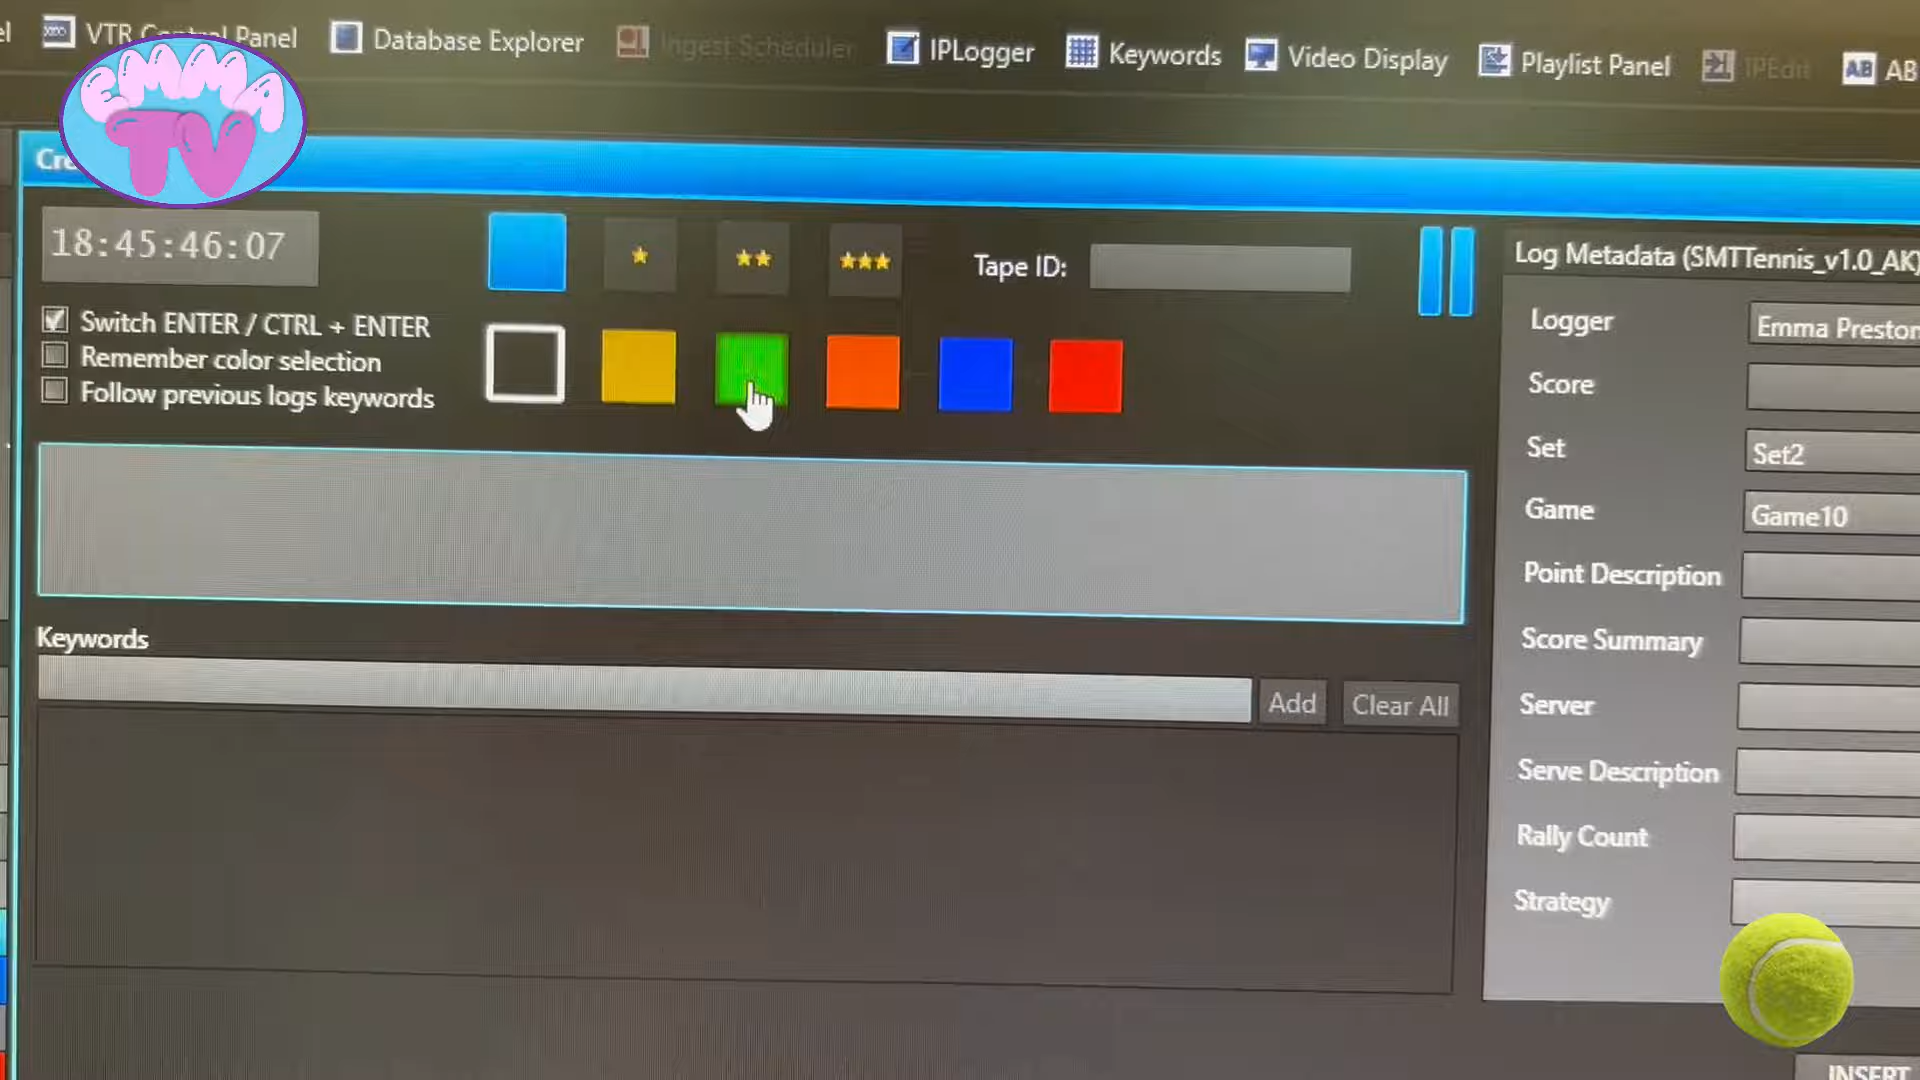 el VTR Control Panel Database Explorer Ingest Scheduler IPLogger Keywords Video Display Playlist Panel IPEdit AB AB
EMMA
TV
Cre
18:45:46:07
Tape ID:
Switch ENTER / CTRL + ENTER
Remember color selection
Follow previous logs keywords
Keywords
Add Clear All
Log Metadata (SMTTennis_v1.0_AK)
Logger Emma Preston
Score
Set Set2
Game Game10
Point Description
Score Summary
Server
Serve Description
Rally Count
Strategy
INSERT